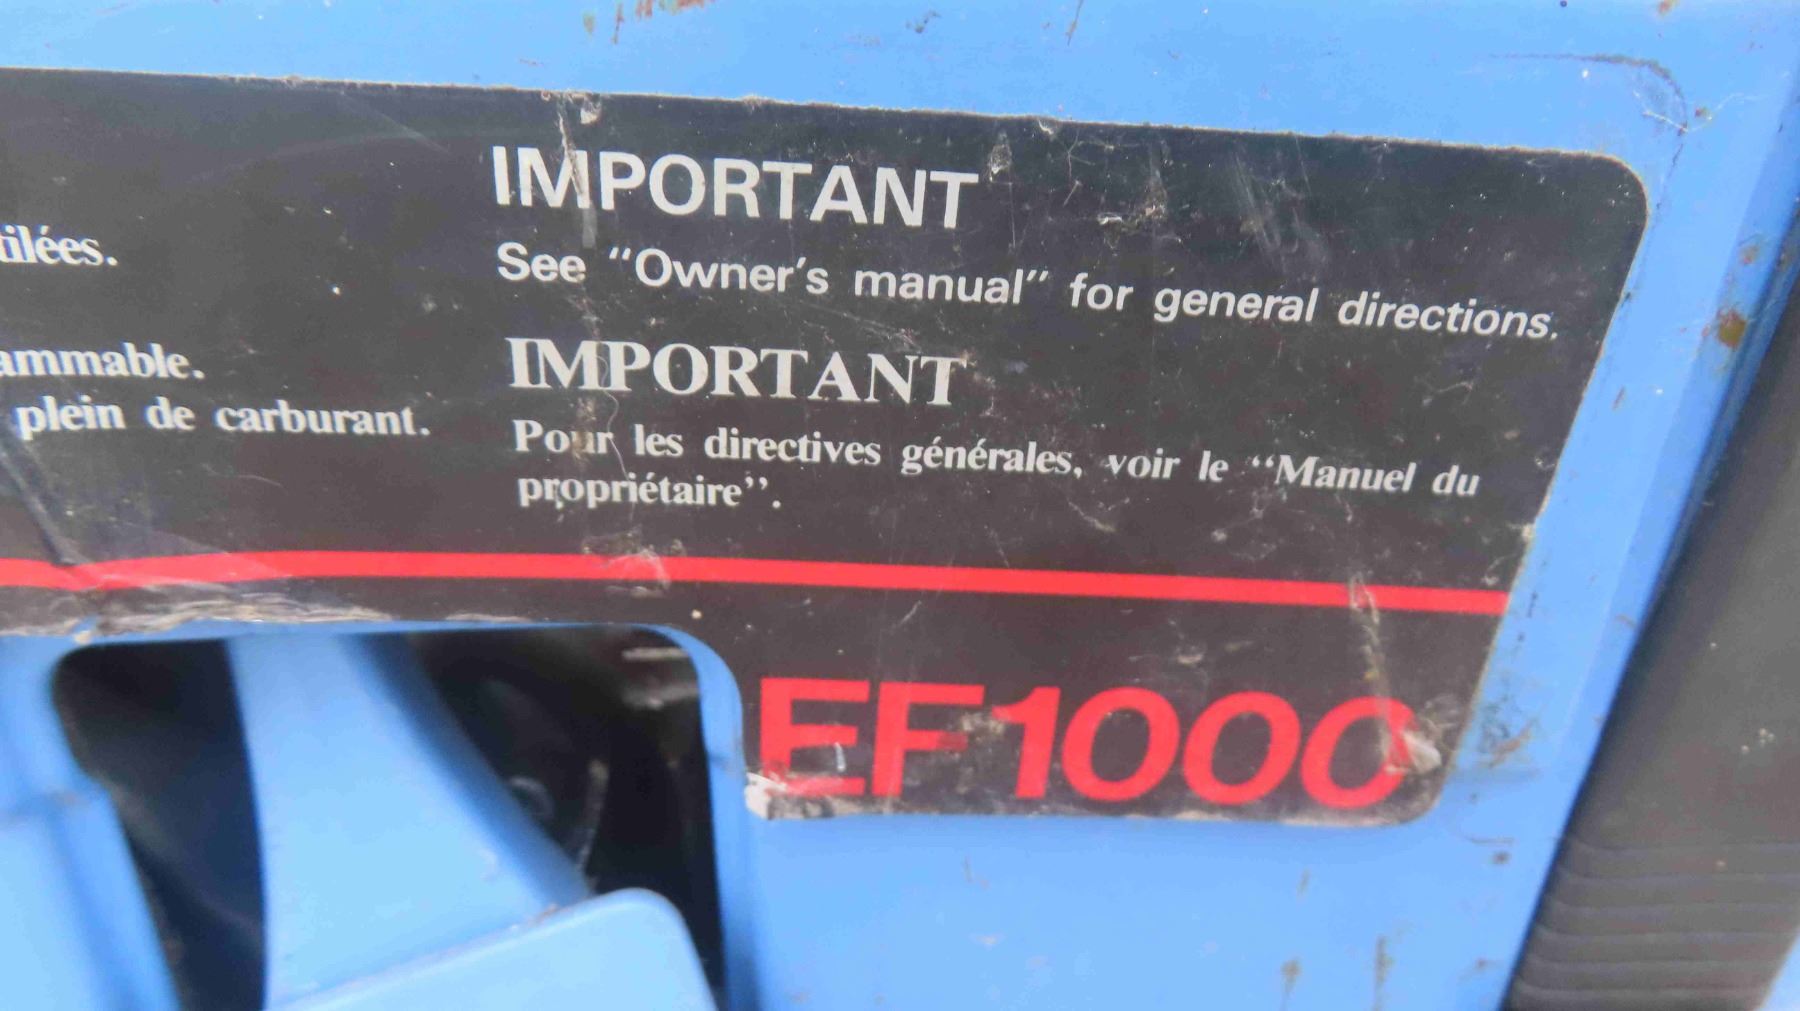 tilées.
ammable.
plein de carburant.
IMPORTANT
See "Owner's manual" for general directions.
IMPORTANT
Pour les directives générales, voir le "Manuel du
propriétaire".
EF1000